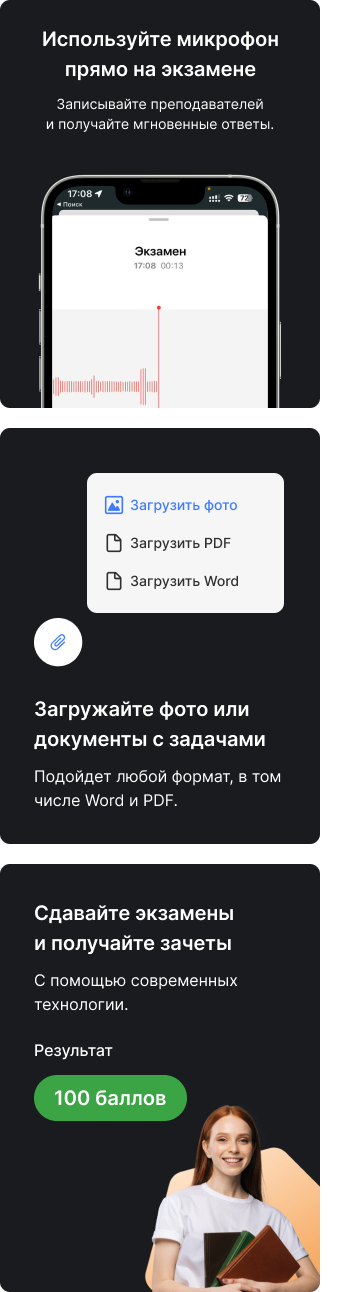 Используйте микрофон
прямо на экзамене
Записывайте преподавателей
и получайте мгновенные ответы.
17:08
72
Поиск
Экзамен
17:08 00:13
Загрузить фото
Загрузить PDF
Загрузить Word
Загружайте фото или
документы с задачами
Подойдет любой формат, в том
числе Word и PDF.
Сдавайте экзамены
и получайте зачеты
С помощью современных
технологии.
Результат
100 баллов